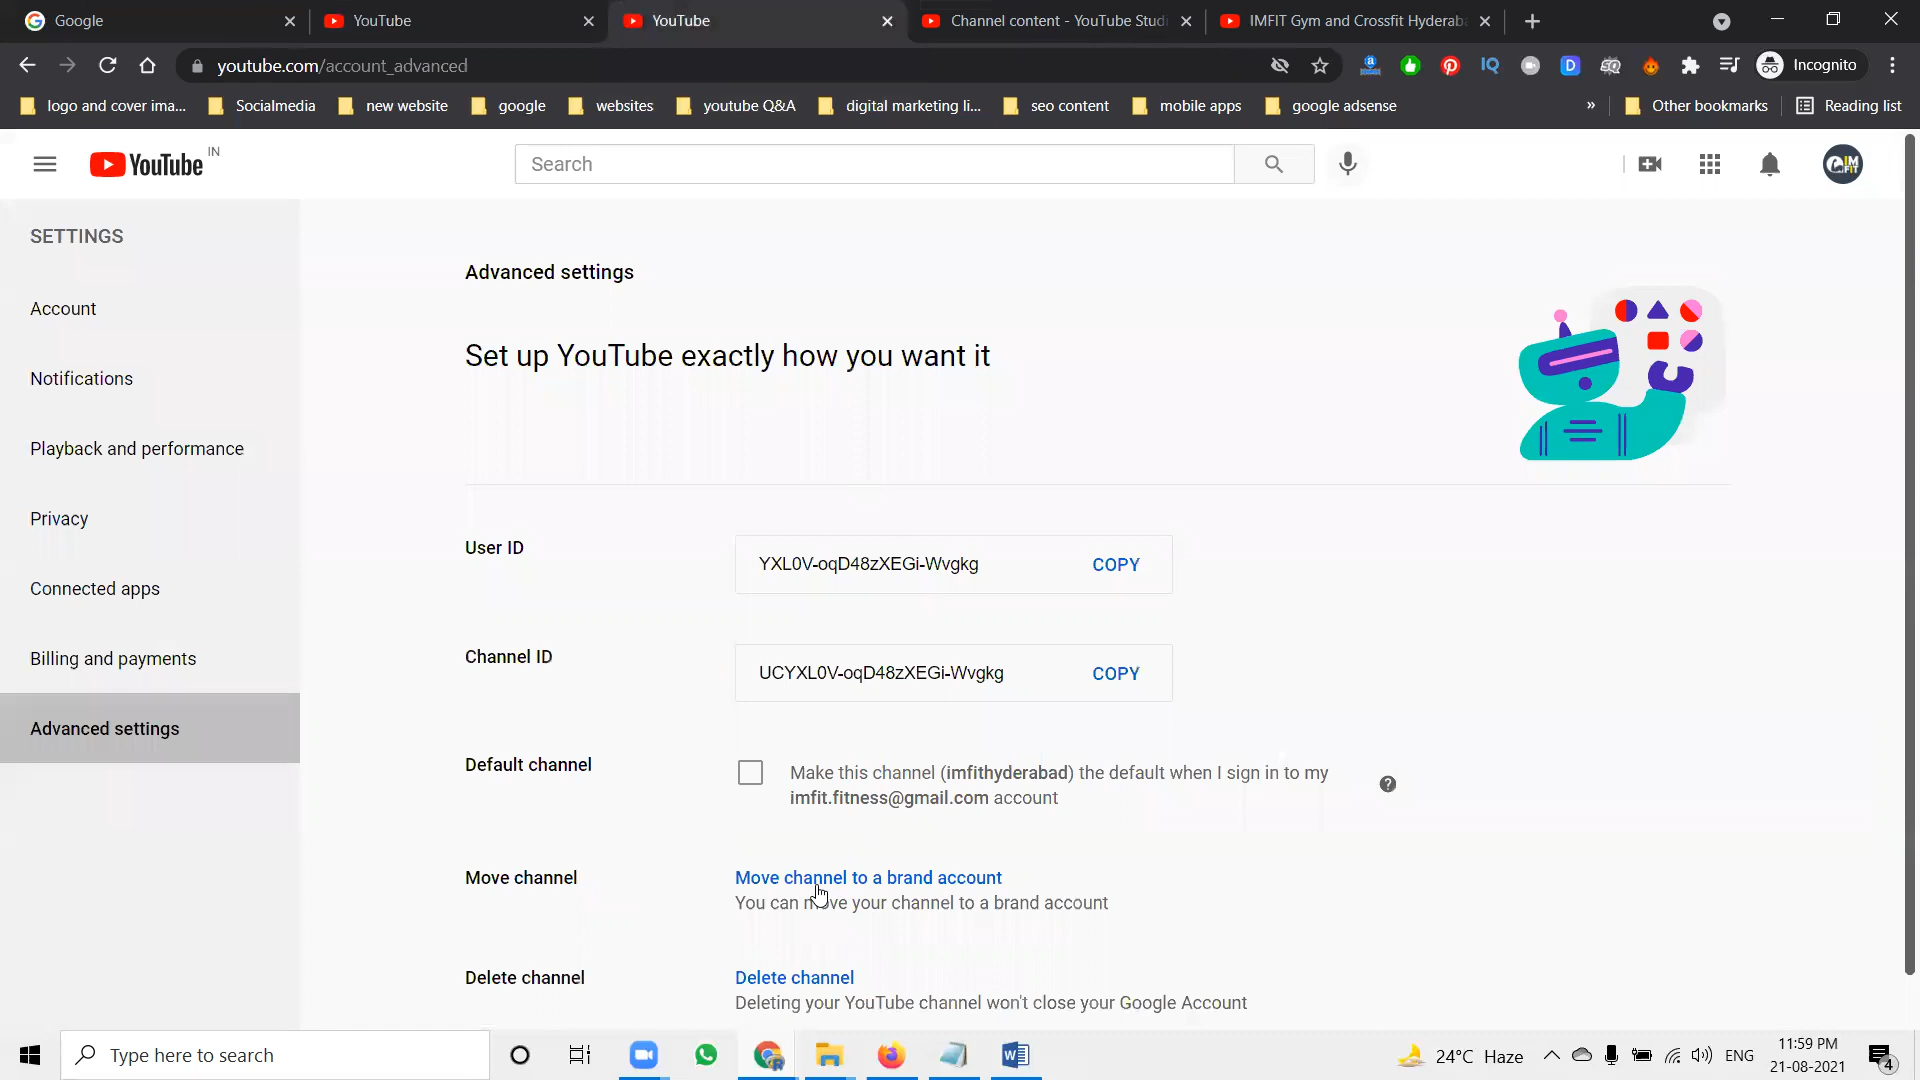 Google
YouTube
YouTube
Channel content - YouTube Studi
IMFIT Gym and Crossfit Hyderaba
youtube.com/account_advanced
Incognito
logo and cover ima...
Socialmedia
new website
google
websites
youtube Q&A
digital marketing li...
seo content
mobile apps
google adsense
»
Other bookmarks
Reading list
YouTube IN
Search
IM FIT
SETTINGS
Account
Notifications
Playback and performance
Privacy
Connected apps
Billing and payments
Advanced settings
Advanced settings
Set up YouTube exactly how you want it
User ID
YXL0V-oqD48zXEGi-Wvgkg
COPY
Channel ID
UCYXL0V-oqD48zXEGi-Wvgkg
COPY
Default channel
Make this channel (imfithyderabad) the default when I sign in to my
imfit.fitness@gmail.com account
Move channel
Move channel to a brand account
You can move your channel to a brand account
Delete channel
Delete channel
Deleting your YouTube channel won't close your Google Account
Type here to search
24°C Haze
ENG
11:59 PM
21-08-2021
4